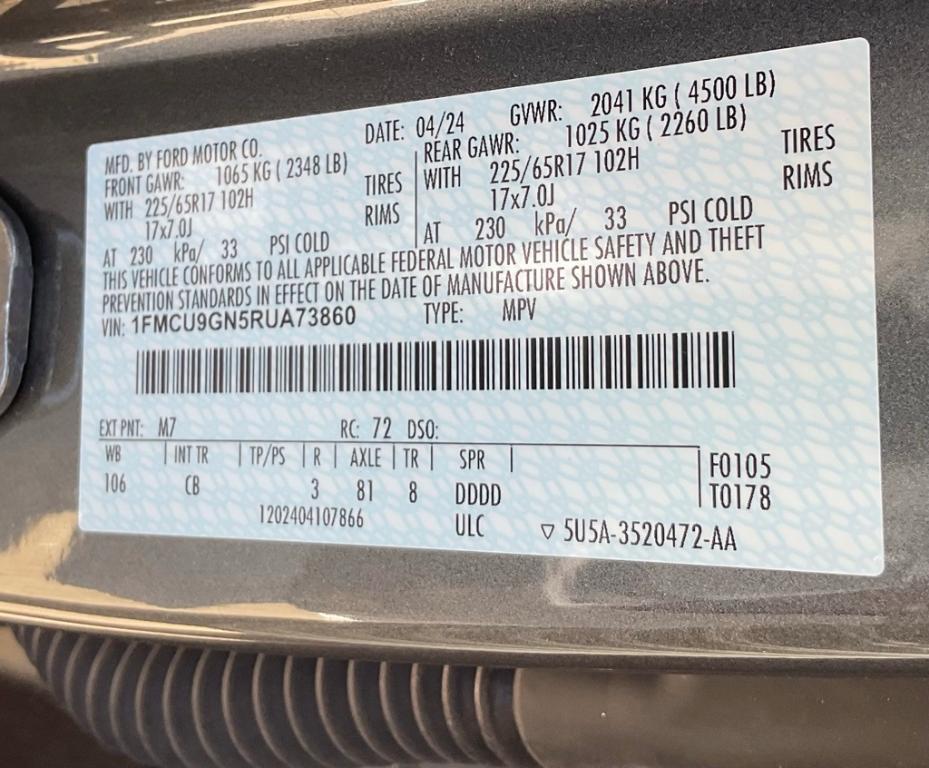 MFD. BY FORD MOTOR CO. DATE: 04/24 GVWR: 2041 KG ( 4500 LB)
FRONT GAWR: 1065 KG ( 2348 LB) REAR GAWR: 1025 KG ( 2260 LB)
WITH 225/65R17 102H TIRES WITH 225/65R17 102H TIRES
17x7.0J RIMS 17x7.0J RIMS
AT 230 kPa/ 33 PSI COLD AT 230 kPa/ 33 PSI COLD
THIS VEHICLE CONFORMS TO ALL APPLICABLE FEDERAL MOTOR VEHICLE SAFETY AND THEFT
PREVENTION STANDARDS IN EFFECT ON THE DATE OF MANUFACTURE SHOWN ABOVE.
VIN: 1FMCU9GN5RUA73860 TYPE: MPV
EXT PNT: M7 RC: 72 DSO:
WB INT TR TP/PS R AXLE TR SPR F0105
106 CB 3 81 8 DDDD T0178
1202404107866 ULC ▽ 5U5A-3520472-AA